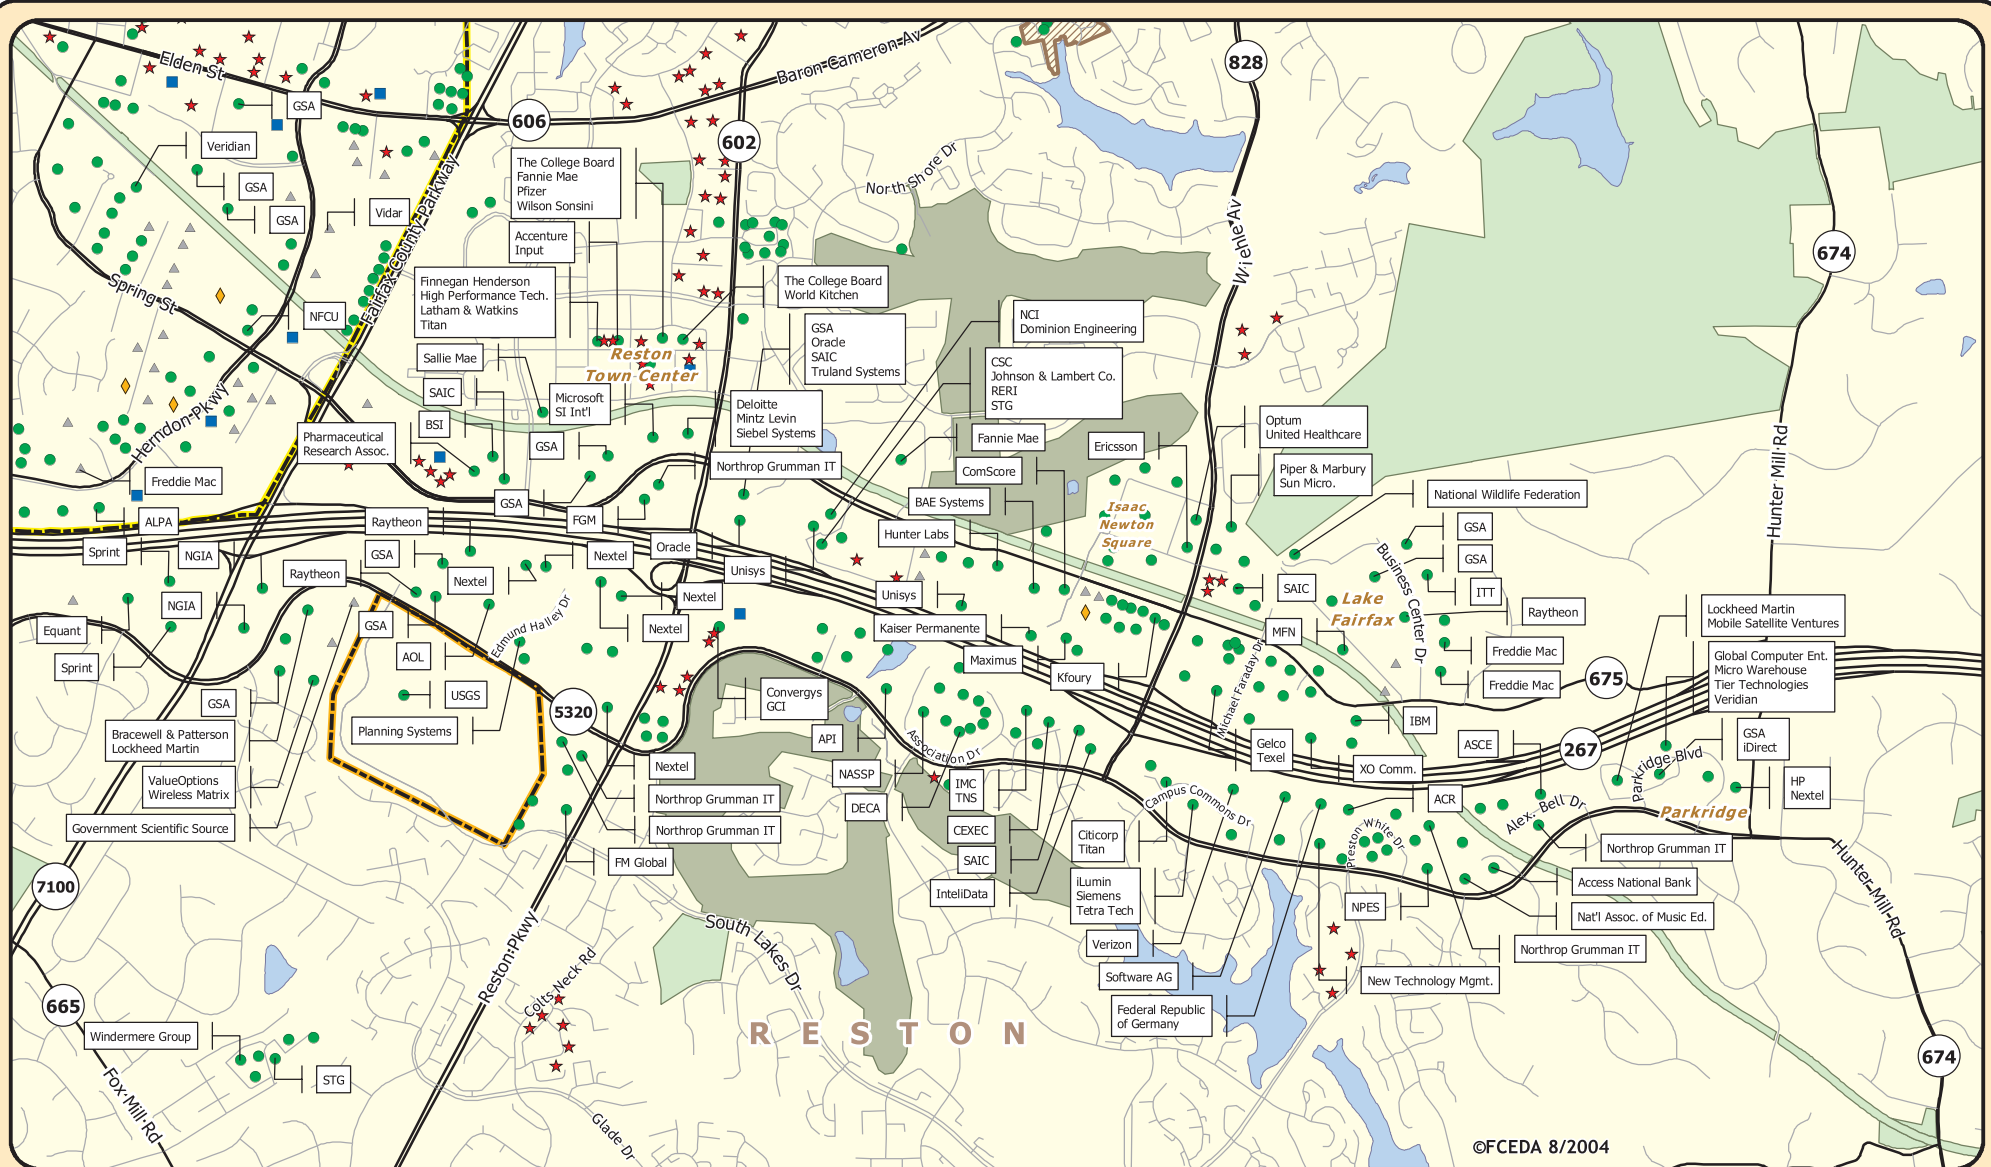 Elden St
GSA
606
602
Baron Cameron Av
828
Veridian
GSA
GSA
Vidar
Fairfax County Parkway
The College Board
Fannie Mae
Pfizer
Wilson Sonsini
Accenture
Input
North Shore Dr
Wiehle Av
674
Spring St
NFCU
Finnegan Henderson
High Performance Tech.
Latham & Watkins
Titan
The College Board
World Kitchen
GSA
Oracle
SAIC
Truland Systems
NCI
Dominion Engineering
CSC
Johnson & Lambert Co.
RERI
STG
Reston
Town Center
Sallie Mae
SAIC
BSI
Microsoft
SI Int'l
GSA
Deloitte
Mintz Levin
Siebel Systems
Northrop Grumman IT
Fannie Mae
ComScore
BAE Systems
Ericsson
Optum
United Healthcare
Piper & Marbury
Sun Micro.
National Wildlife Federation
Hunter Mill Rd
Herndon Pkwy
Pharmaceutical
Research Assoc.
Freddie Mac
ALPA
Sprint
NGIA
Raytheon
GSA
GSA
FGM
Oracle
Nextel
Nextel
Unisys
Hunter Labs
Isaac
Newton
Square
GSA
GSA
ITT
Business Center Dr
Raytheon
Raytheon
NGIA
Equant
Sprint
GSA
AOL
USGS
Planning Systems
Edmund Halley Dr
Nextel
Nextel
Unisys
Kaiser Permanente
Maximus
Kfoury
SAIC
MFN
Lake
Fairfax
Freddie Mac
Freddie Mac
Lockheed Martin
Mobile Satellite Ventures
Global Computer Ent.
Micro Warehouse
Tier Technologies
Veridian
675
IBM
ASCE
267
GSA
iDirect
HP
Nextel
Parkridge Blvd
Parkridge
Michael Faraday Dr
Gelco
Texel
XO Comm.
ACR
Alex. Bell Dr
GSA
Bracewell & Patterson
Lockheed Martin
ValueOptions
Wireless Matrix
Government Scientific Source
5320
Convergys
GCI
API
NASSP
DECA
Association Dr
IMC
TNS
CEXEC
SAIC
InteliData
Nextel
Northrop Grumman IT
Northrop Grumman IT
FM Global
Campus Commons Dr
Citicorp
Titan
iLumin
Siemens
Tetra Tech
Verizon
Software AG
Federal Republic
of Germany
Preston White Dr
NPES
New Technology Mgmt.
Northrop Grumman IT
Access National Bank
Nat'l Assoc. of Music Ed.
Northrop Grumman IT
Hunter Mill Rd
7100
665
Windermere Group
STG
Fox Mill Rd
Reston Pkwy
Colts Neck Rd
South Lakes Dr
Glade Dr
RESTON
674
©FCEDA 8/2004